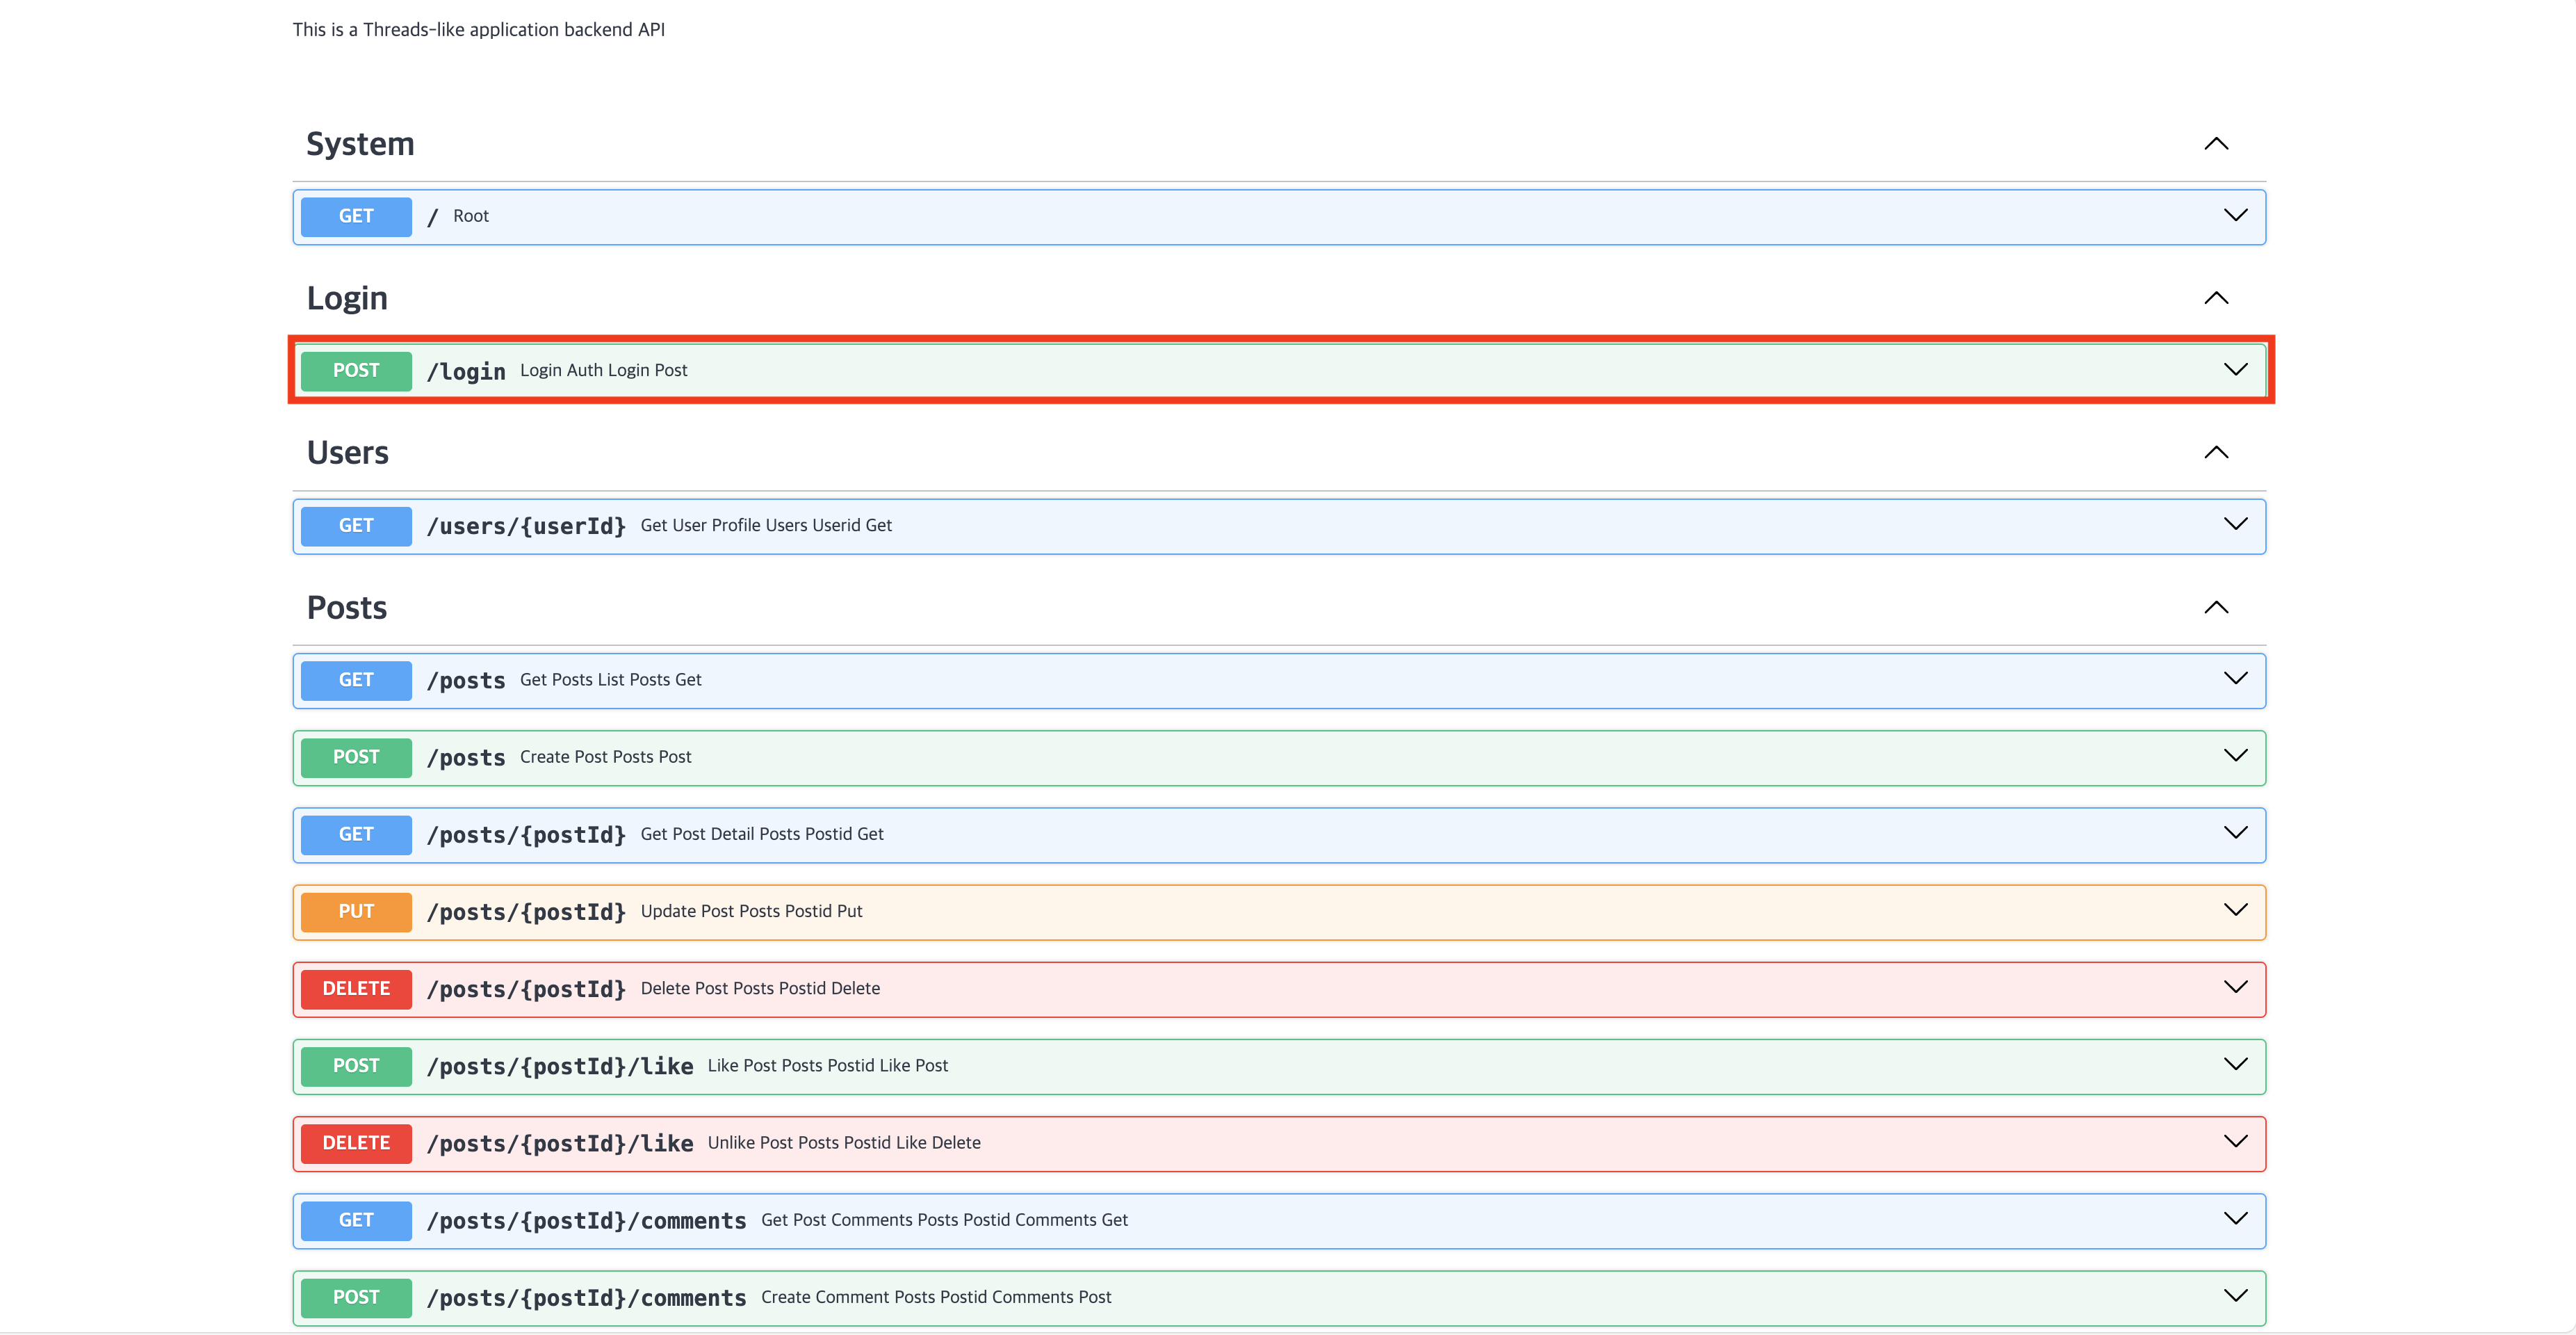 This is a Threads-like application backend API
System
GET / Root
Login
POST /login Login Auth Login Post
Users
GET /users/{userId} Get User Profile Users Userid Get
Posts
GET /posts Get Posts List Posts Get
POST /posts Create Post Posts Post
GET /posts/{postId} Get Post Detail Posts Postid Get
PUT /posts/{postId} Update Post Posts Postid Put
DELETE /posts/{postId} Delete Post Posts Postid Delete
POST /posts/{postId}/like Like Post Posts Postid Like Post
DELETE /posts/{postId}/like Unlike Post Posts Postid Like Delete
GET /posts/{postId}/comments Get Post Comments Posts Postid Comments Get
POST /posts/{postId}/comments Create Comment Posts Postid Comments Post